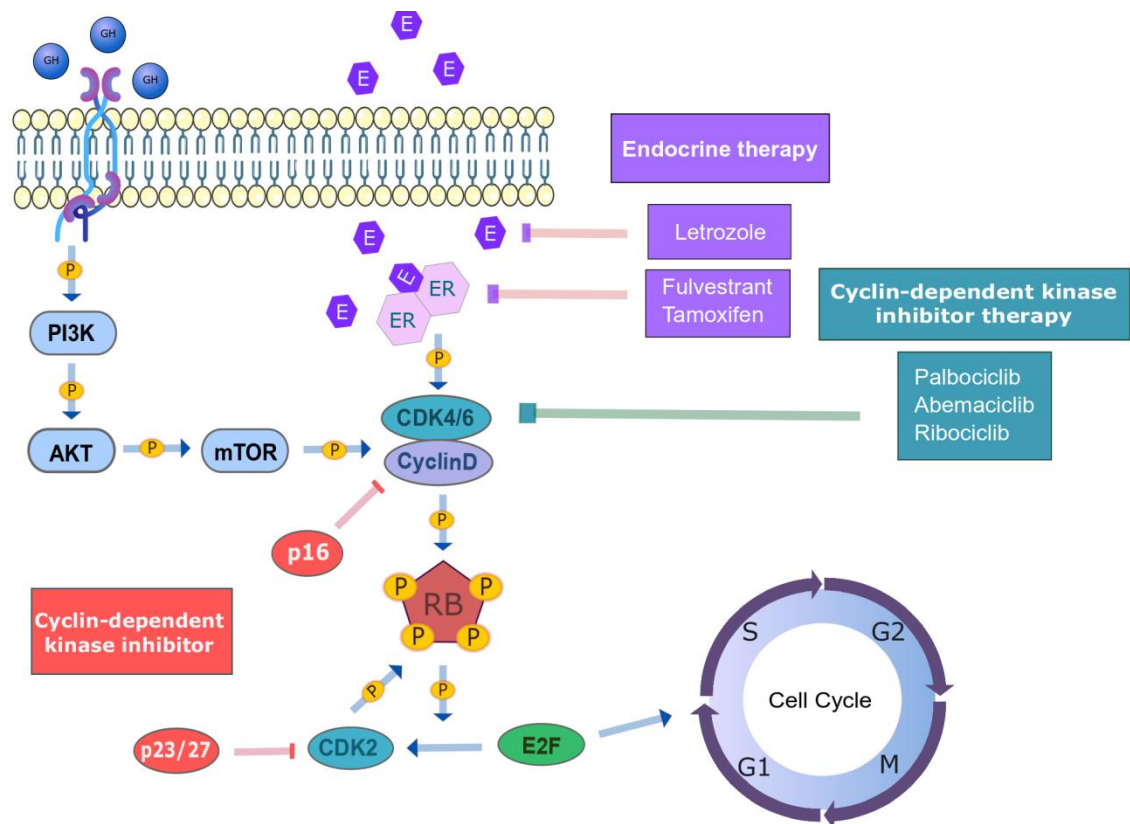 E
GH
GH
E
E
GH
Endocrine therapy
E
E
Letrozole
P
E
ER
Fulvestrant
Tamoxifen
Cyclin-dependent kinase
inhibitor therapy
E
ER
PI3K
P
Palbociclib
Abemaciclib
Ribociclib
P
CDK4/6
AKT
P
mTOR
P
CyclinD
P
p16
P
P
RB
P
P
Cyclin-dependent
kinase inhibitor
S
G2
P
P
Cell Cycle
p23/27
CDK2
E2F
G1
M